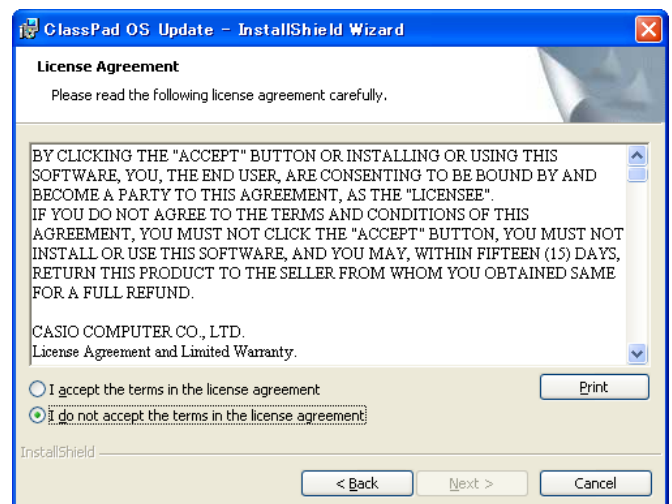 ClassPad OS Update - InstallShield Wizard
License Agreement
Please read the following license agreement carefully.
BY CLICKING THE "ACCEPT" BUTTON OR INSTALLING OR USING THIS
SOFTWARE, YOU, THE END USER, ARE CONSENTING TO BE BOUND BY AND
BECOME A PARTY TO THIS AGREEMENT, AS THE "LICENSEE".
IF YOU DO NOT AGREE TO THE TERMS AND CONDITIONS OF THIS
AGREEMENT, YOU MUST NOT CLICK THE "ACCEPT" BUTTON, YOU MUST NOT
INSTALL OR USE THIS SOFTWARE, AND YOU MAY, WITHIN FIFTEEN (15) DAYS,
RETURN THIS PRODUCT TO THE SELLER FROM WHOM YOU OBTAINED SAME
FOR A FULL REFUND.
CASIO COMPUTER CO., LTD.
License Agreement and Limited Warranty.
I accept the terms in the license agreement
Print
I do not accept the terms in the license agreement
InstallShield
< Back
Next >
Cancel